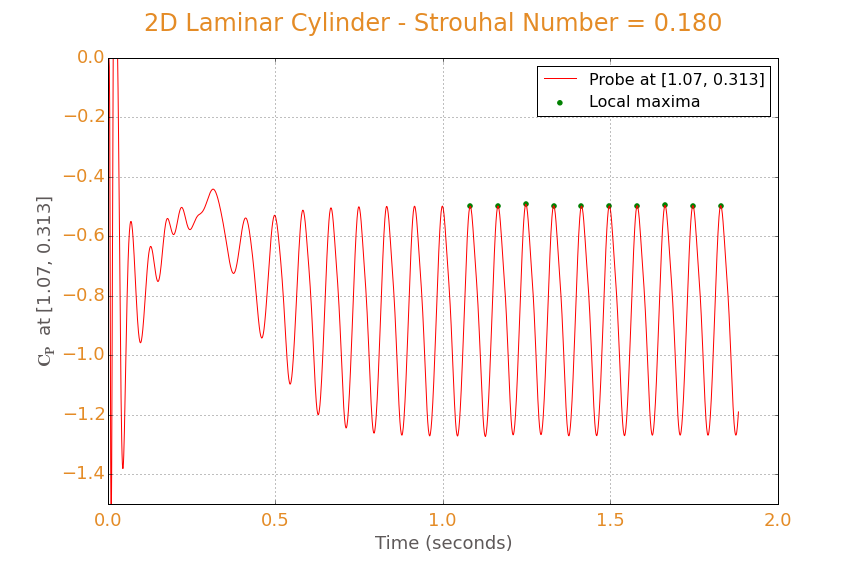 2D Laminar Cylinder - Strouhal Number = 0.180
Probe at [1.07, 0.313]
Local maxima
0.0
−0.2
−0.4
−0.6
−0.8
−1.0
−1.2
−1.4
C_P at [1.07, 0.313]
0.0 0.5 1.0 1.5 2.0
Time (seconds)